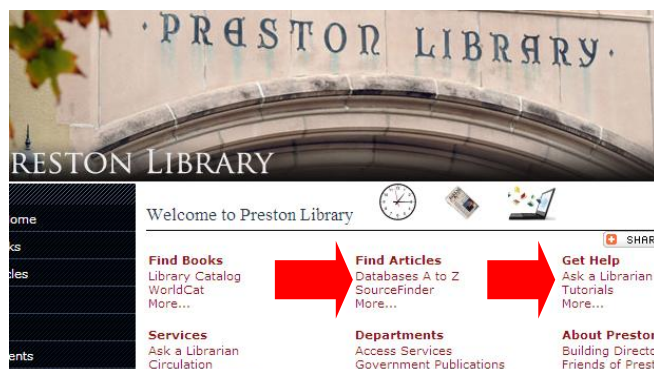 · PRESTON LIBRARY ·
PRESTON LIBRARY
Welcome to Preston Library
SHAR
Find Books
Library Catalog
WorldCat
More...
Find Articles
Databases A to Z
SourceFinder
More...
Get Help
Ask a Librarian
Tutorials
More...
Services
Ask a Librarian
Circulation
Departments
Access Services
Government Publications
About Preston
Building Directo
Friends of Prest
ome
ks
cles
ents